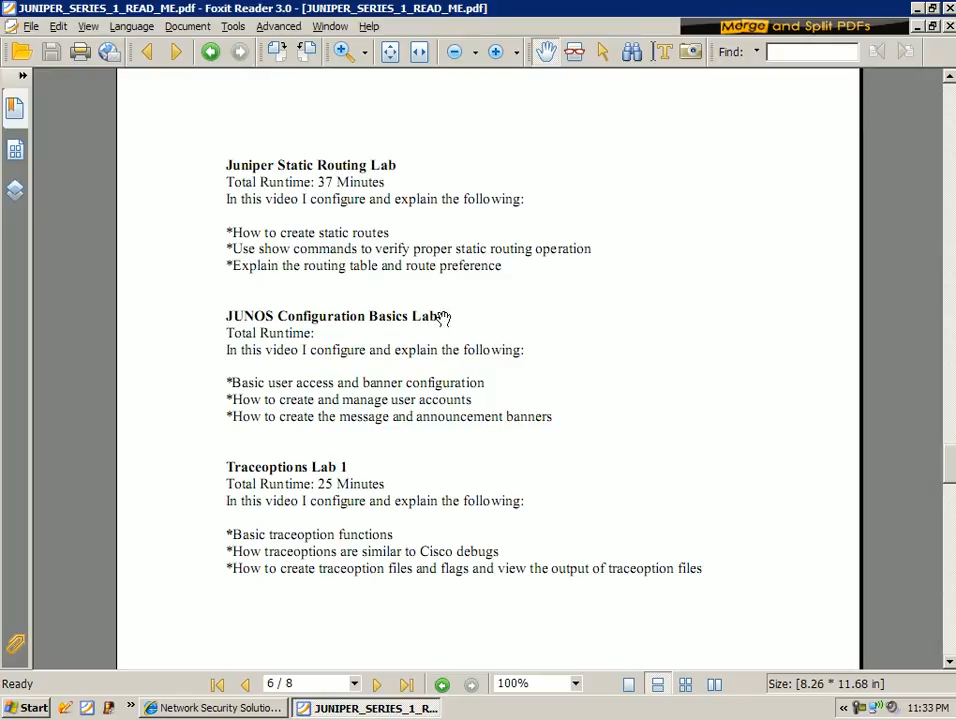 JUNIPER_SERIES_1_READ_ME.pdf - Foxit Reader 3.0 - [JUNIPER_SERIES_1_READ_ME.pdf]
File Edit View Language Document Tools Advanced Window Help
Merge and Split PDFs
Find:
Juniper Static Routing Lab
Total Runtime: 37 Minutes
In this video I configure and explain the following:
*How to create static routes
*Use show commands to verify proper static routing operation
*Explain the routing table and route preference
JUNOS Configuration Basics Lab
Total Runtime:
In this video I configure and explain the following:
*Basic user access and banner configuration
*How to create and manage user accounts
*How to create the message and announcement banners
Traceoptions Lab 1
Total Runtime: 25 Minutes
In this video I configure and explain the following:
*Basic traceoption functions
*How traceoptions are similar to Cisco debugs
*How to create traceoption files and flags and view the output of traceoption files
Ready
6 / 8
100%
Size: [8.26 * 11.68 in]
Start
Network Security Solutio...
JUNIPER_SERIES_1_R...
11:33 PM